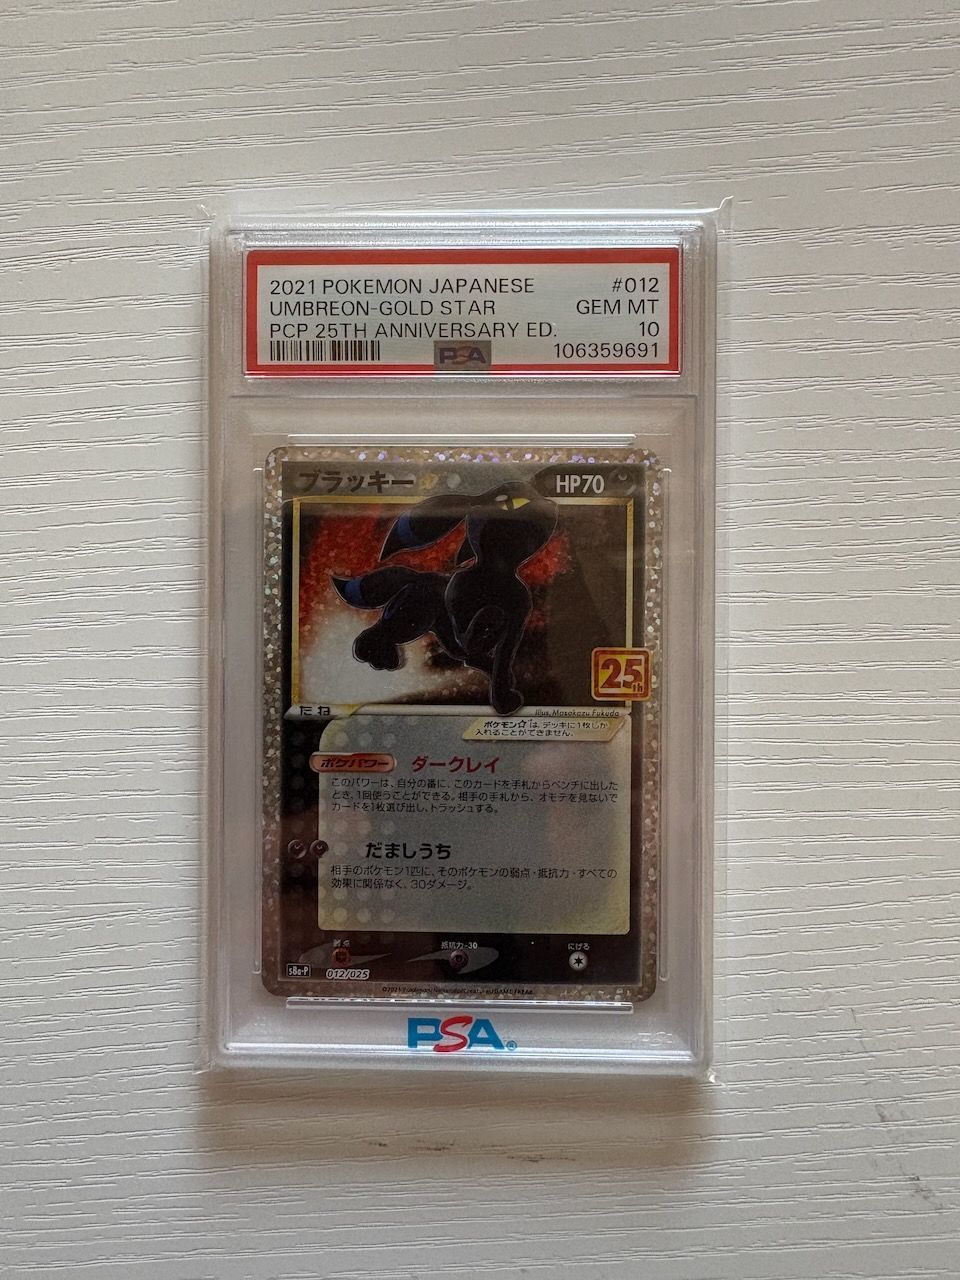 2021 POKEMON JAPANESE #012
UMBREON-GOLD STAR GEM MT
PCP 25TH ANNIVERSARY ED. 10
PSA 106359691
ブラッキー HP70
25th
たね
Illus. Masakazu Fukuda
ポケモン☆は、デッキに1枚しか
入れることができません。
ポケパワー ダークレイ
このパワーは、自分の番に、このカードを手札からベンチに出した
とき、1回使うことができる。相手の手札から、オモテを見ないで
カードを1枚選び出し、トラッシュする。
だましうち
相手のポケモン1匹に、そのポケモンの弱点・抵抗力・すべての
効果に関係なく、30ダメージ。
弱点 抵抗力 -30 にげる
s8a-P 012/025
PSA®